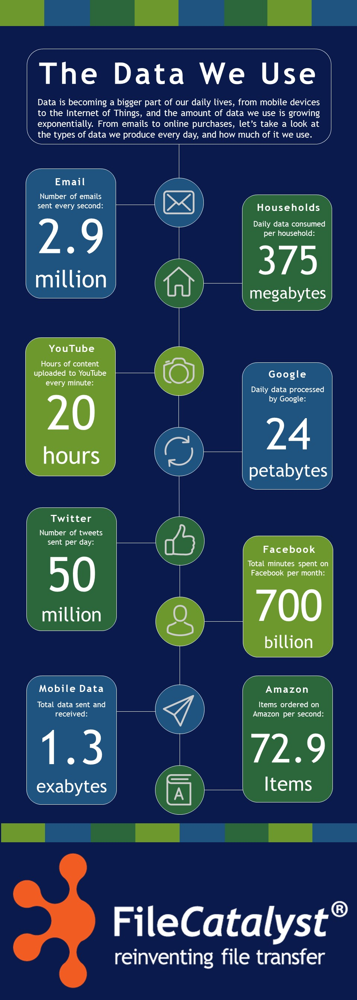 The Data We Use
Data is becoming a bigger part of our daily lives, from mobile devices
to the Internet of Things, and the amount of data we use is growing
exponentially. From emails to online purchases, let's take a look at
the types of data we produce every day, and how much of it we use.
Email
Number of emails
sent every second:
2.9
million
Households
Daily data consumed
per household:
375
megabytes
YouTube
Hours of content
uploaded to YouTube
every minute:
20
hours
Google
Daily data processed
by Google:
24
petabytes
Twitter
Number of tweets
sent per day:
50
million
Facebook
Total minutes spent on
Facebook per month:
700
billion
Mobile Data
Total data sent and
received:
1.3
exabytes
Amazon
Items ordered on
Amazon per second:
72.9
Items
A
FileCatalyst®
reinventing file transfer